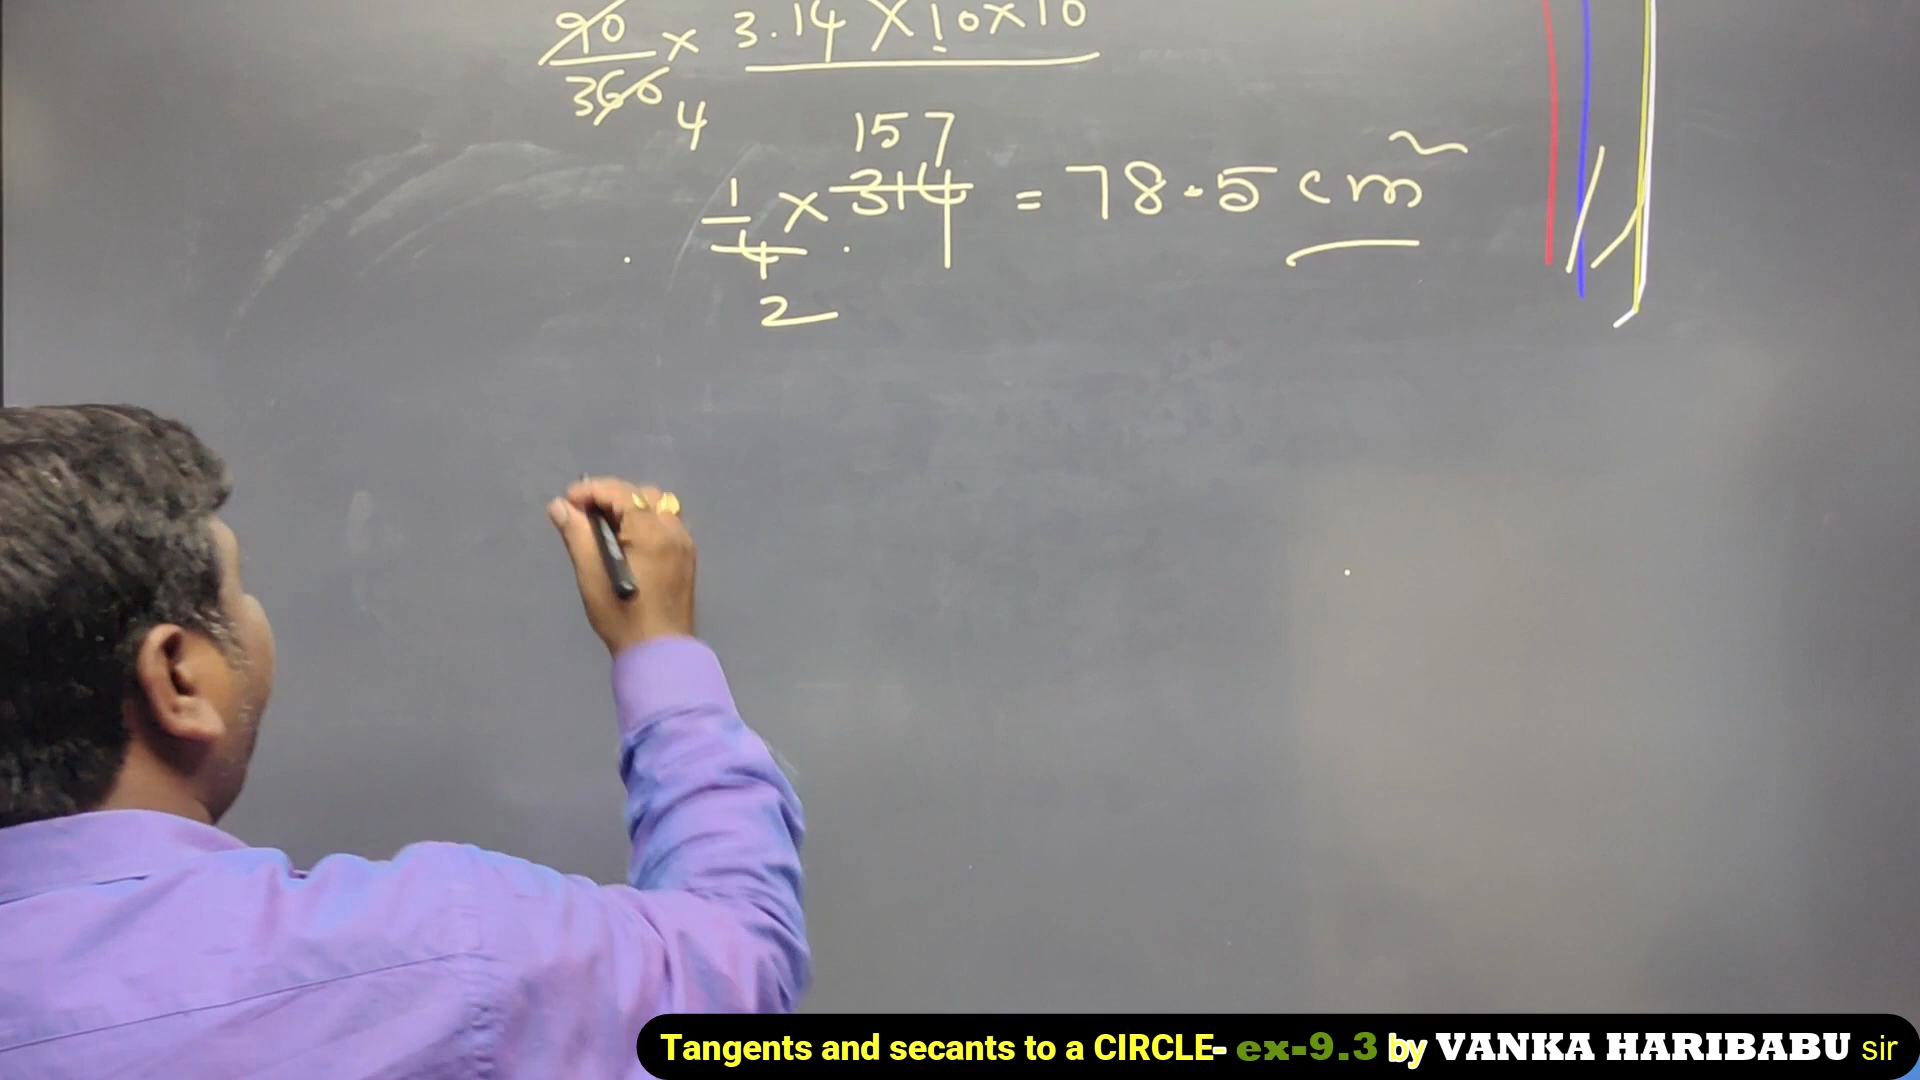 90/360 × 3.14 × 10 × 10
4
157
1/4 × 314 = 78.5 cm²
2
Tangents and secants to a CIRCLE- ex-9.3 by VANKA HARIBABU sir